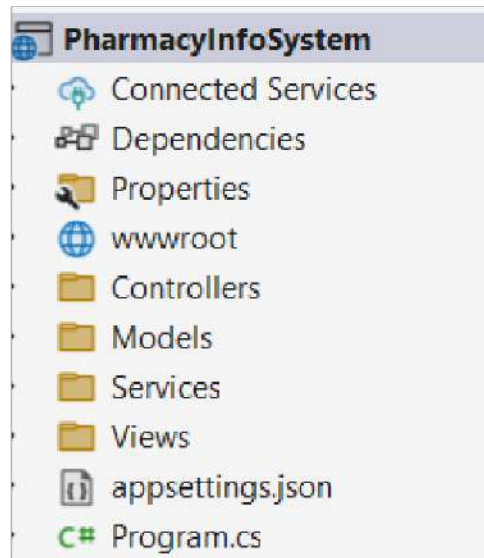 PharmacyInfoSystem
Connected Services
Dependencies
Properties
wwwroot
Controllers
Models
Services
Views
appsettings.json
C# Program.cs